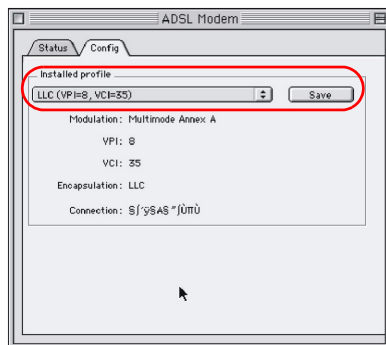 ADSL Modem
Status Config
Installed profile
LLC (VPI=8, VCI=35) Save
Modulation: Multimode Annex A
VPI: 8
VCI: 35
Encapsulation: LLC
Connection: